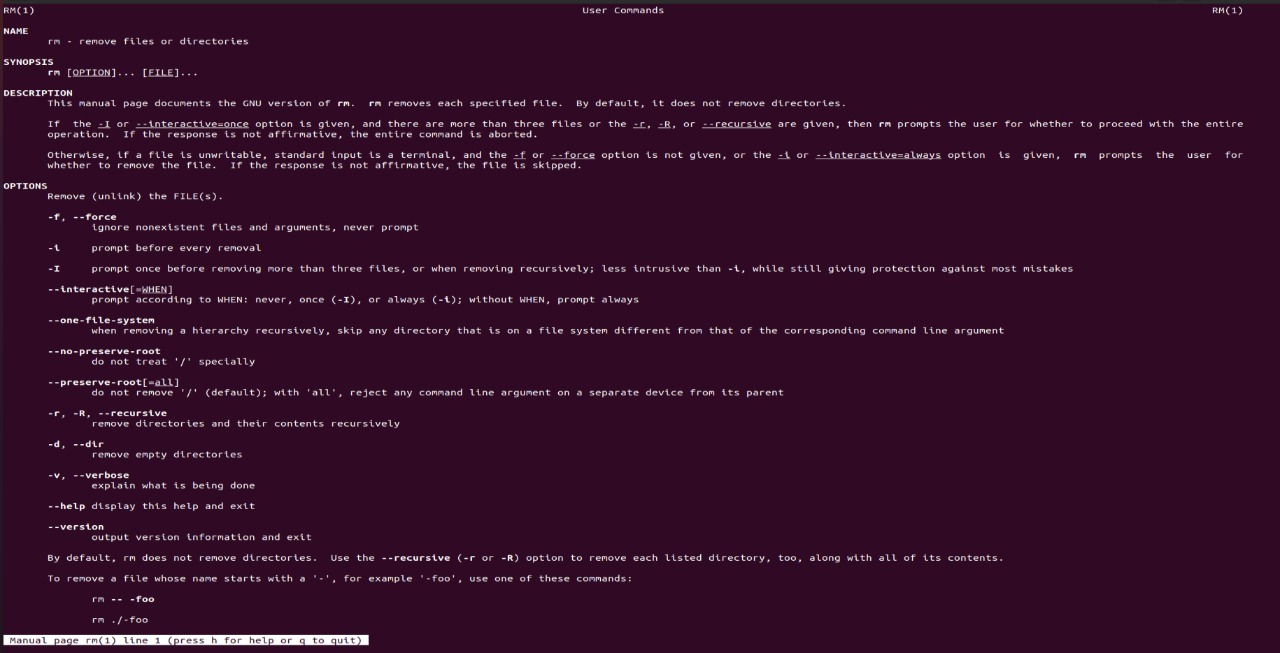 RM(1) User Commands RM(1)
NAME
rm - remove files or directories
SYNOPSIS
rm [OPTION]... [FILE]...
DESCRIPTION
This manual page documents the GNU version of rm. rm removes each specified file. By default, it does not remove directories.
If the -I or --interactive=once option is given, and there are more than three files or the -r, -R, or --recursive are given, then rm prompts the user for whether to proceed with the entire
operation. If the response is not affirmative, the entire command is aborted.
Otherwise, if a file is unwritable, standard input is a terminal, and the -f or --force option is not given, or the -i or --interactive=always option is given, rm prompts the user for
whether to remove the file. If the response is not affirmative, the file is skipped.
OPTIONS
Remove (unlink) the FILE(s).
-f, --force
ignore nonexistent files and arguments, never prompt
-i prompt before every removal
-I prompt once before removing more than three files, or when removing recursively; less intrusive than -i, while still giving protection against most mistakes
--interactive[=WHEN]
prompt according to WHEN: never, once (-I), or always (-i); without WHEN, prompt always
--one-file-system
when removing a hierarchy recursively, skip any directory that is on a file system different from that of the corresponding command line argument
--no-preserve-root
do not treat '/' specially
--preserve-root[=all]
do not remove '/' (default); with 'all', reject any command line argument on a separate device from its parent
-r, -R, --recursive
remove directories and their contents recursively
-d, --dir
remove empty directories
-v, --verbose
explain what is being done
--help display this help and exit
--version
output version information and exit
By default, rm does not remove directories. Use the --recursive (-r or -R) option to remove each listed directory, too, along with all of its contents.
To remove a file whose name starts with a '-', for example '-foo', use one of these commands:
rm -- -foo
rm ./-foo
Manual page rm(1) line 1 (press h for help or q to quit)